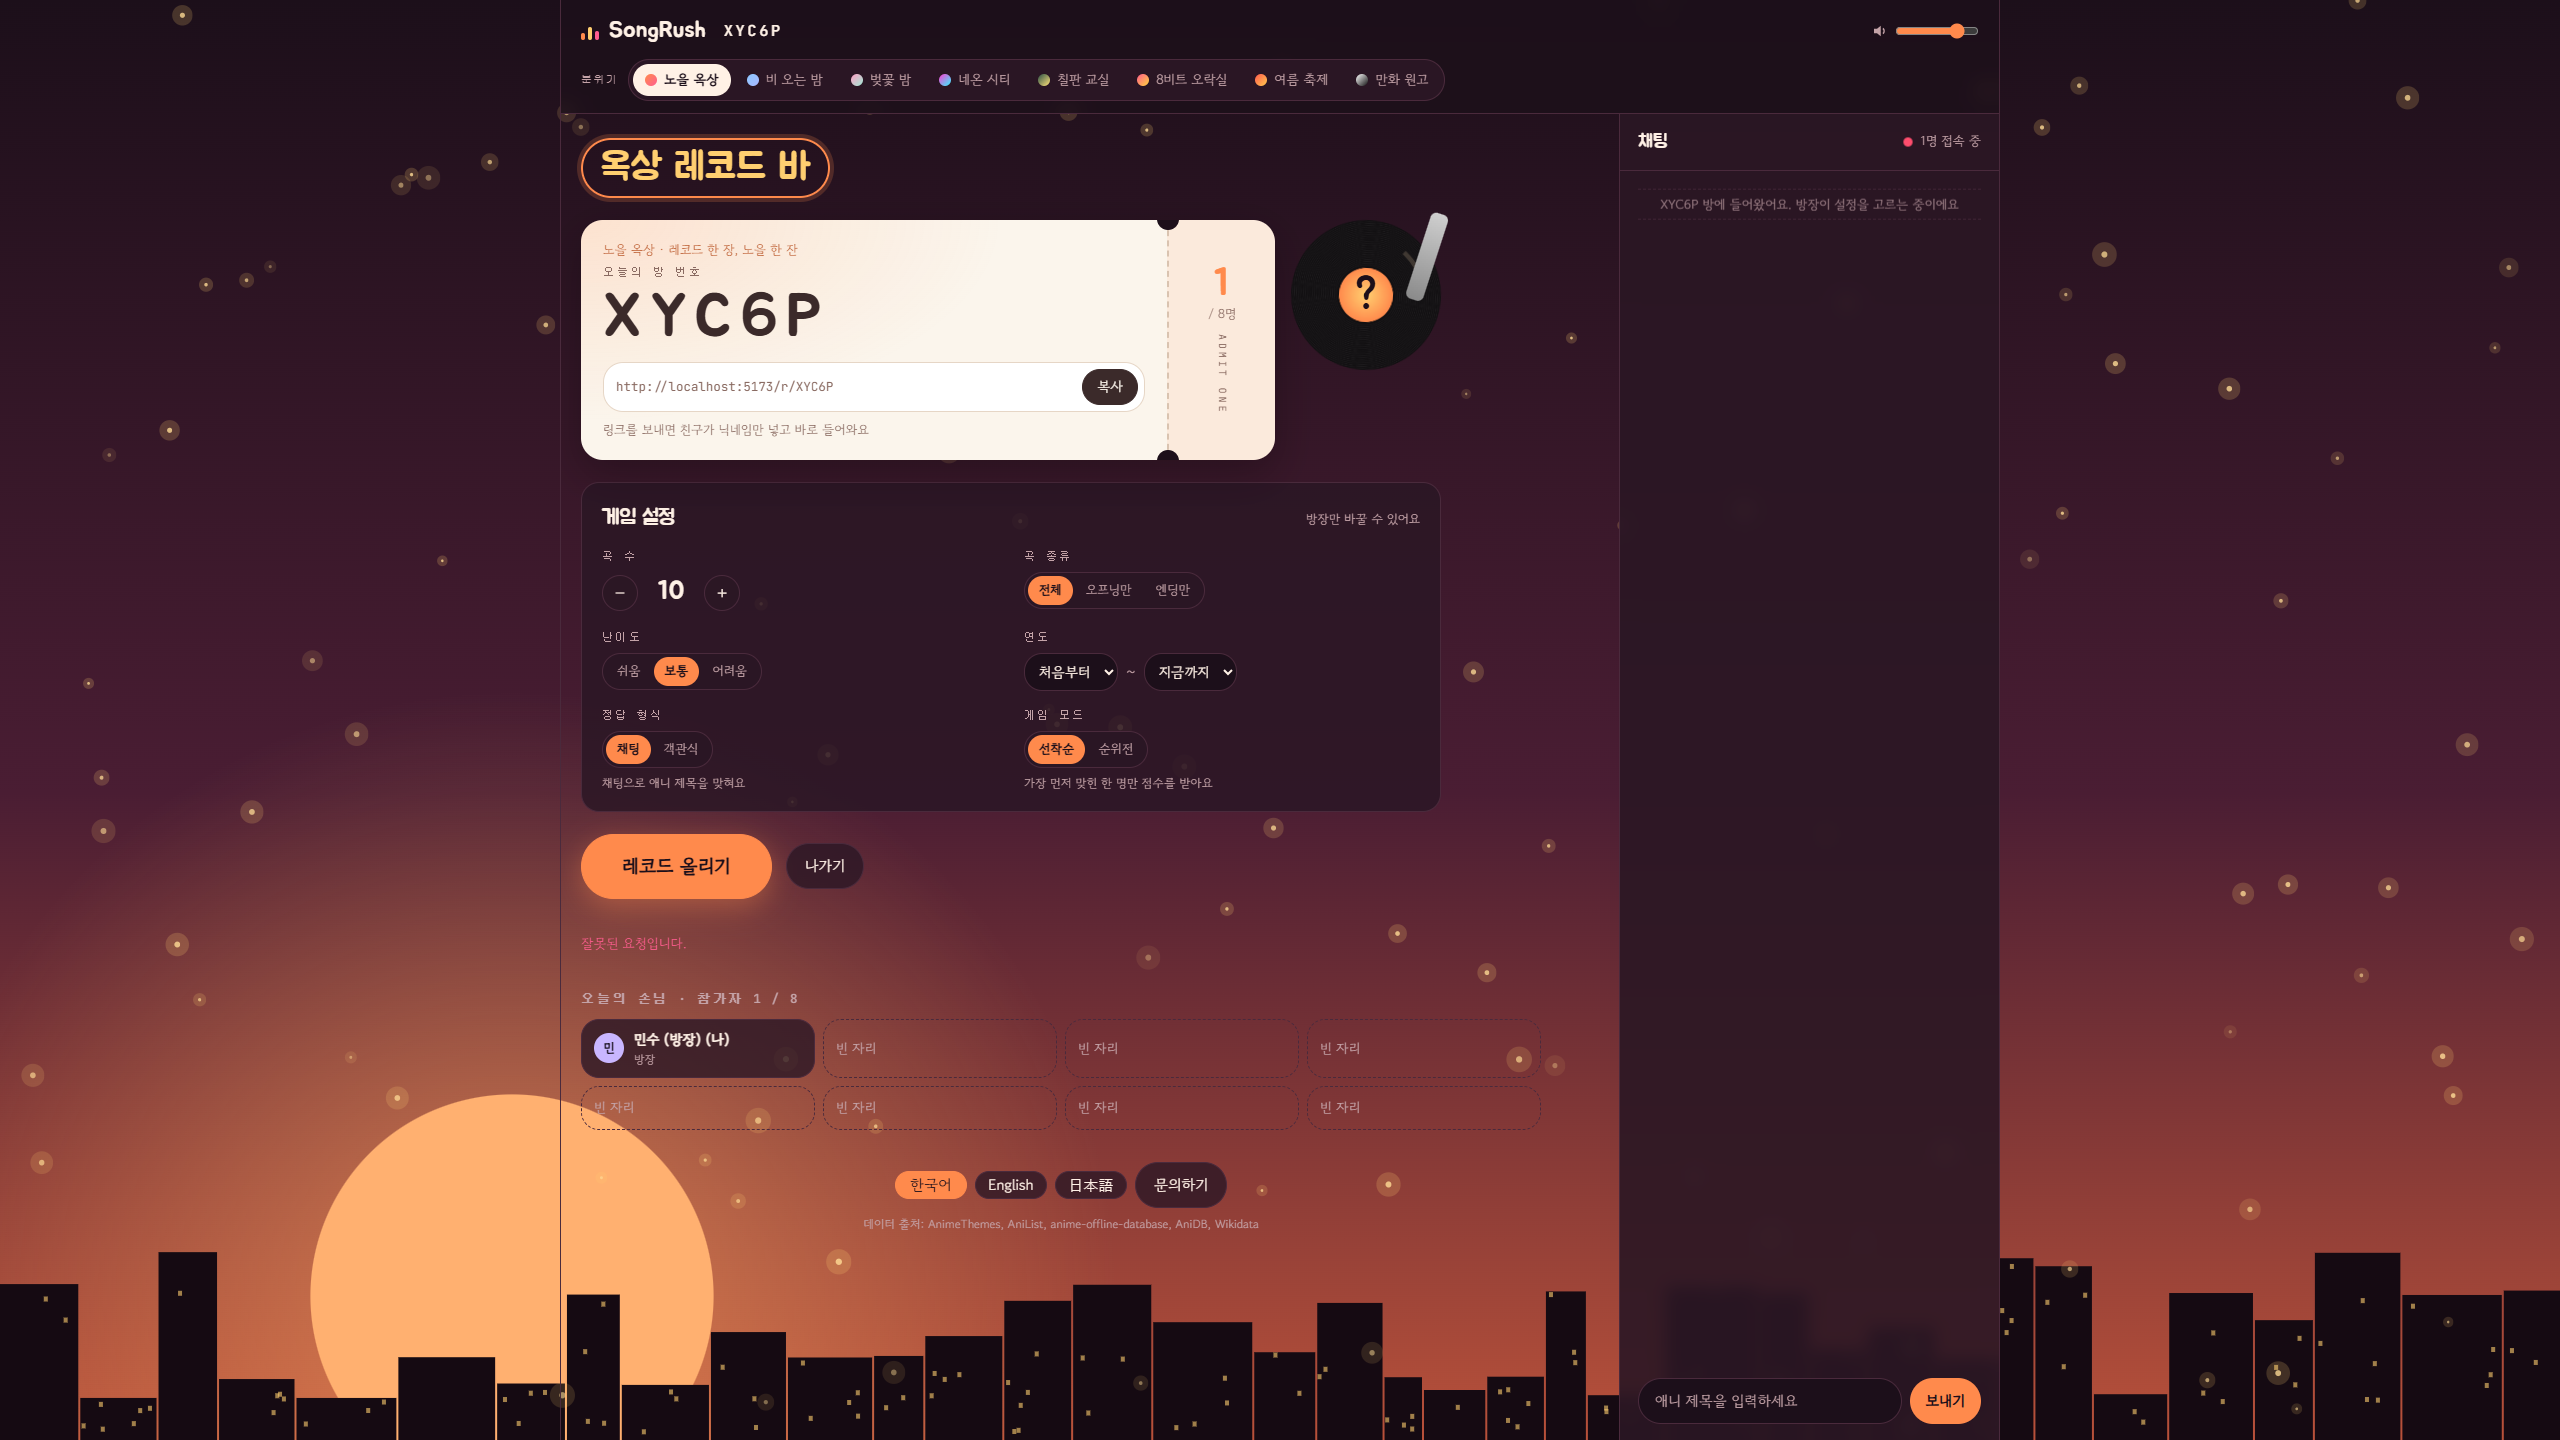 SongRush XYC6P
분위기 노을 옥상 비 오는 밤 벚꽃 밤 네온 시티 칠판 교실 8비트 오락실 여름 축제 만화 원고
옥상 레코드 바
노을 옥상 · 레코드 한 장, 노을 한 잔
오늘의 방 번호
XYC6P
http://localhost:5173/r/XYC6P 복사
링크를 보내면 친구가 닉네임만 넣고 바로 들어와요
1
/ 8명
ADMIT ONE
?
게임 설정 방장만 바꿀 수 있어요
곡 수
− 10 +
곡 종류
전체 오프닝만 엔딩만
난이도
쉬움 보통 어려움
연도
처음부터 ~ 지금까지
정답 형식
채팅 객관식
채팅으로 애니 제목을 맞혀요
게임 모드
선착순 순위전
가장 먼저 맞힌 한 명만 점수를 받아요
레코드 올리기 나가기
잘못된 요청입니다.
오늘의 손님 · 참가자 1 / 8
민 민수 (방장) (나)
방장
빈 자리 빈 자리 빈 자리
빈 자리 빈 자리 빈 자리 빈 자리
한국어 English 日本語 문의하기
데이터 출처: AnimeThemes, AniList, anime-offline-database, AniDB, Wikidata
채팅 1명 접속 중
XYC6P 방에 들어왔어요. 방장이 설정을 고르는 중이에요
애니 제목을 입력하세요 보내기